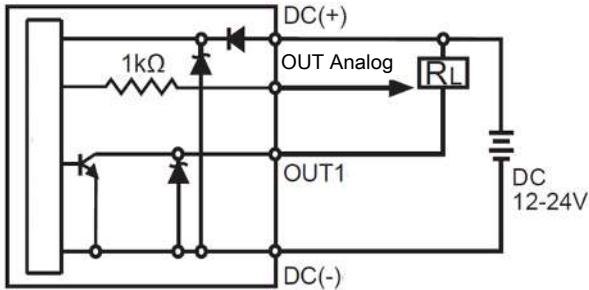 DC(+)
1kΩ
OUT Analog
RL
OUT1
DC
12-24V
DC(-)